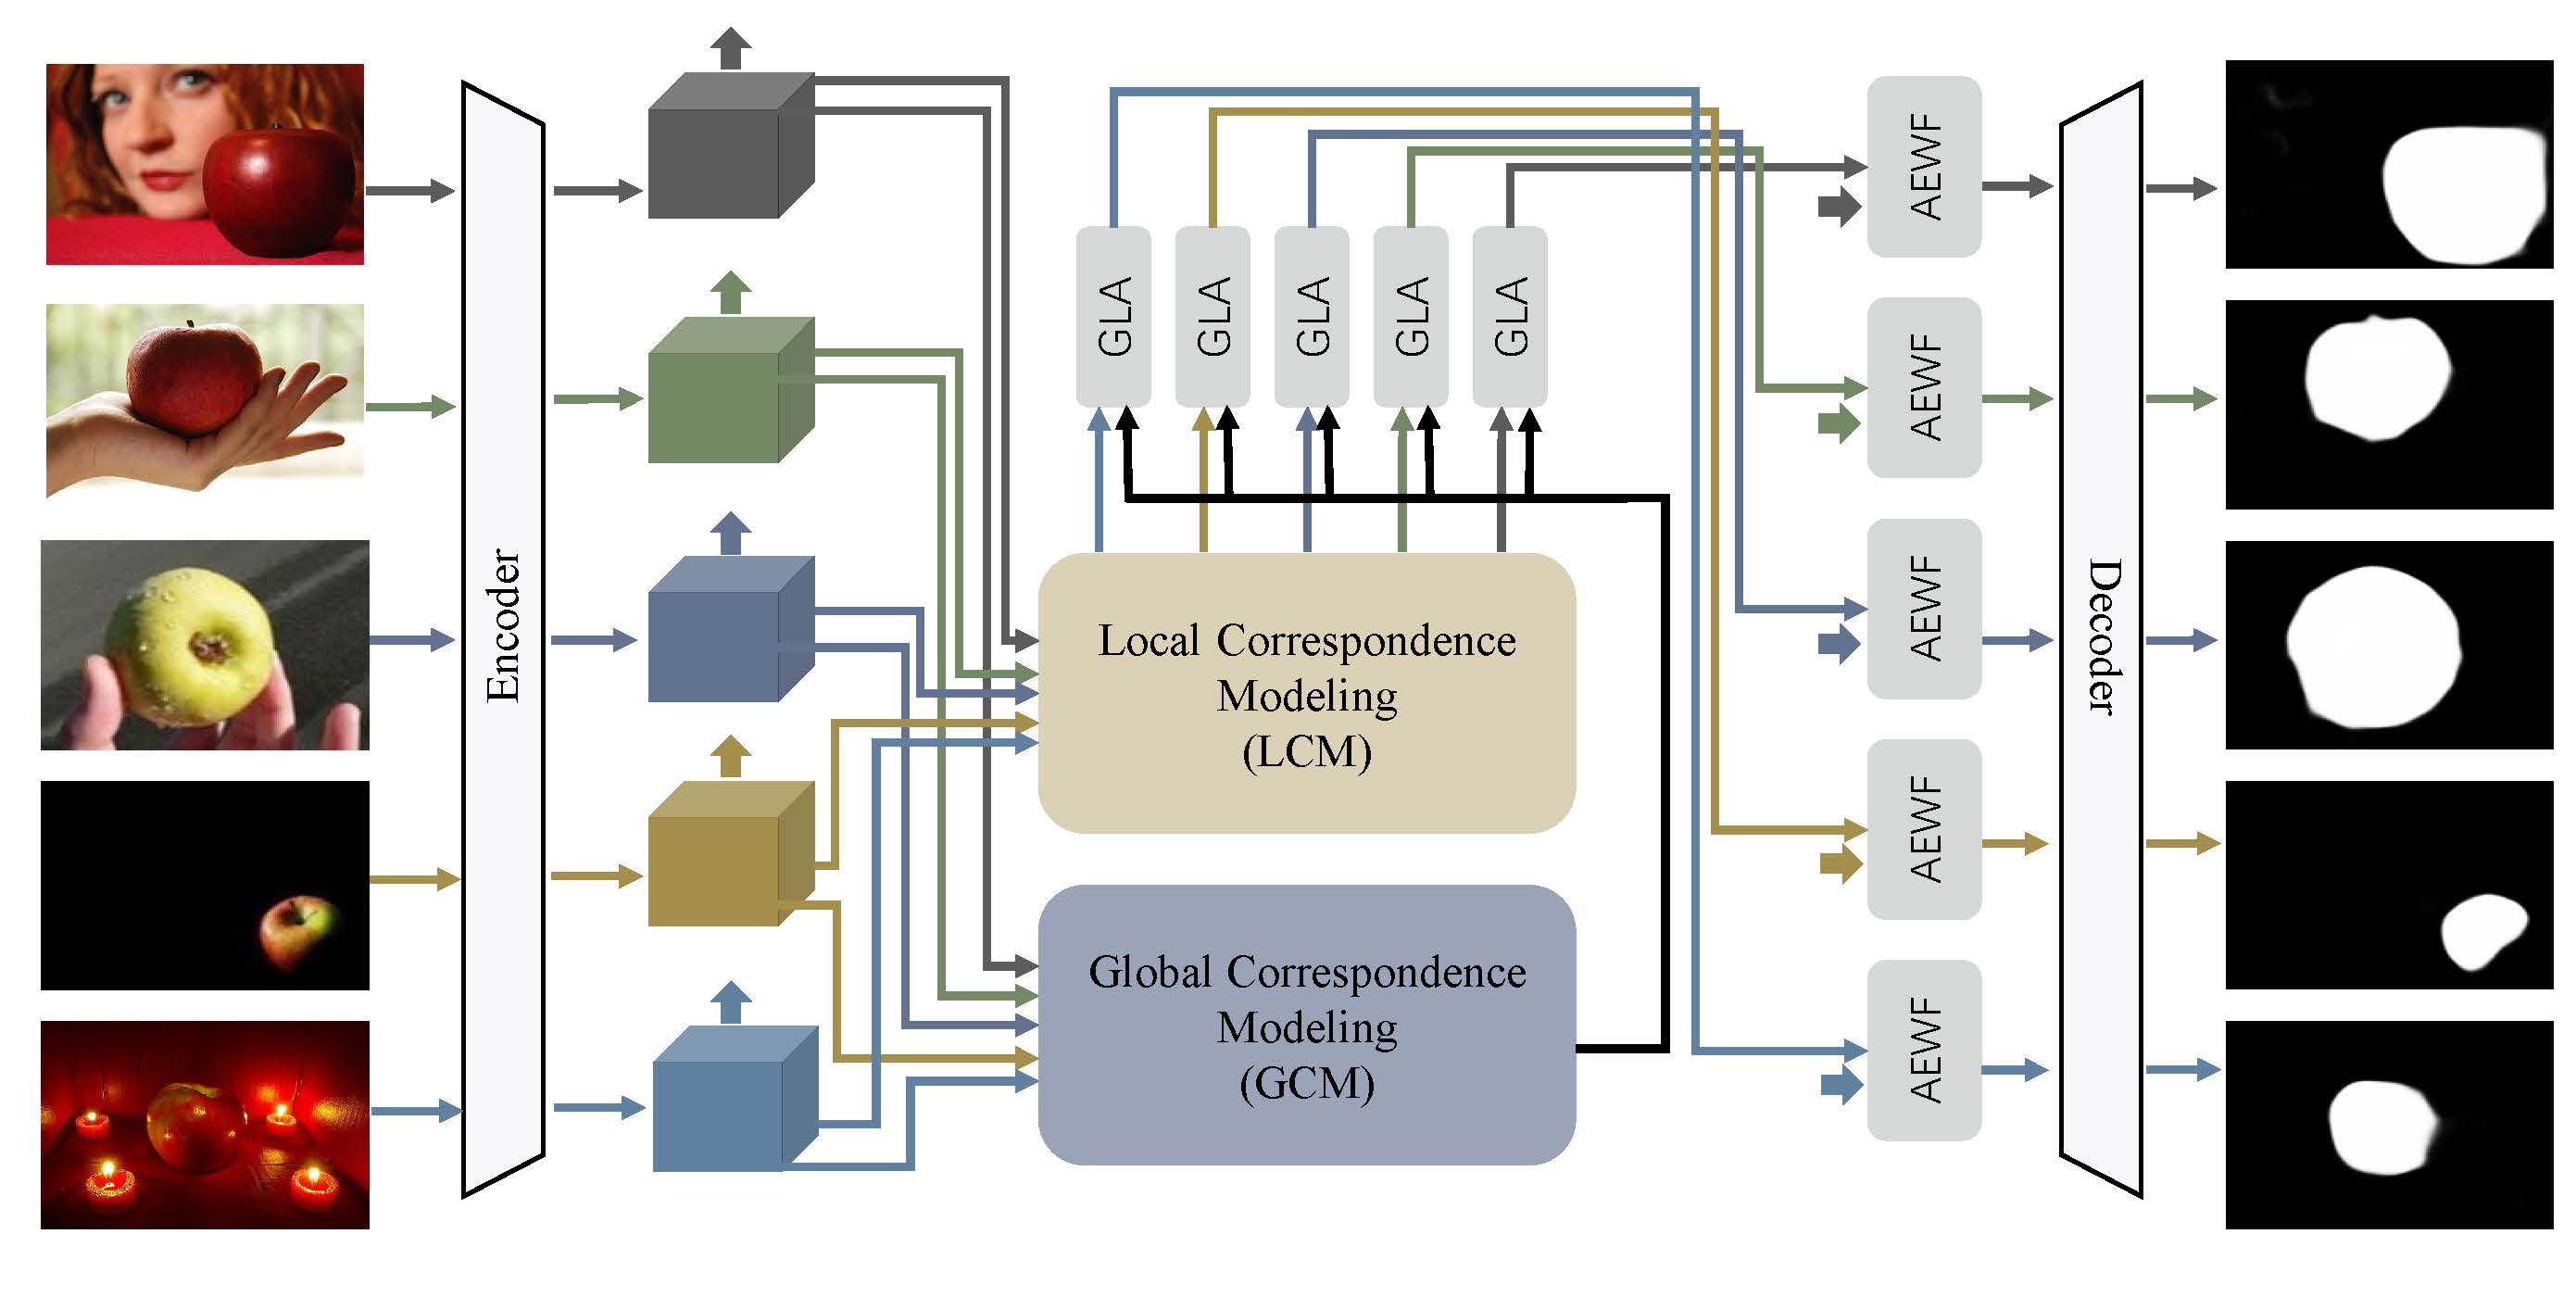 Encoder
GLA
GLA
GLA
GLA
GLA
Local Correspondence
Modeling
(LCM)
Global Correspondence
Modeling
(GCM)
AEWF
AEWF
AEWF
AEWF
AEWF
Decoder